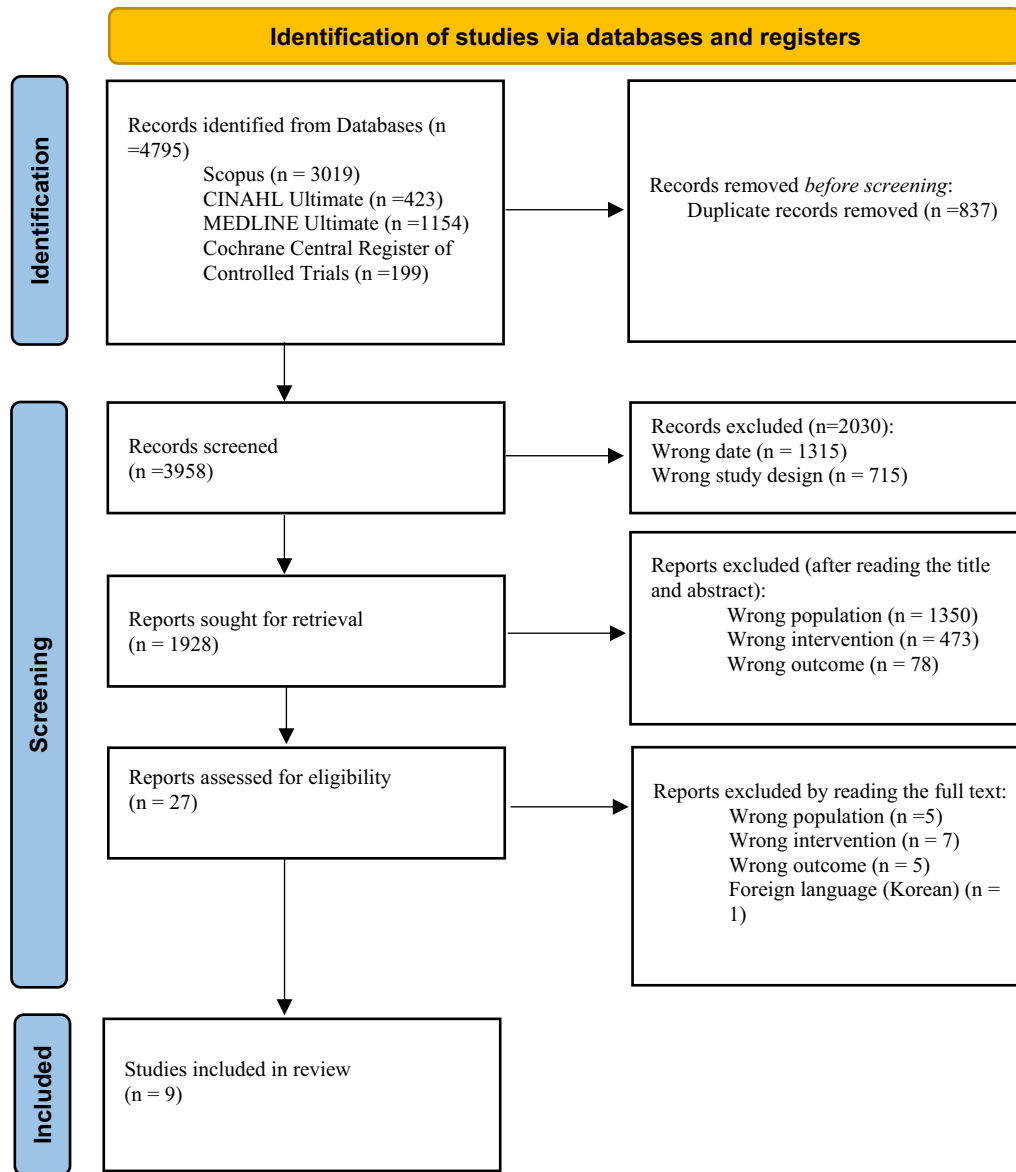 Identification of studies via databases and registers
Identification
Records identified from Databases (n
=4795)
Scopus (n = 3019)
CINAHL Ultimate (n =423)
MEDLINE Ultimate (n =1154)
Cochrane Central Register of
Controlled Trials (n =199)
Records removed before screening:
Duplicate records removed (n =837)
Screening
Records screened
(n =3958)
Records excluded (n=2030):
Wrong date (n = 1315)
Wrong study design (n = 715)
Reports sought for retrieval
(n = 1928)
Reports excluded (after reading the title
and abstract):
Wrong population (n = 1350)
Wrong intervention (n = 473)
Wrong outcome (n = 78)
Reports assessed for eligibility
(n = 27)
Reports excluded by reading the full text:
Wrong population (n =5)
Wrong intervention (n = 7)
Wrong outcome (n = 5)
Foreign language (Korean) (n =
1)
Included
Studies included in review
(n = 9)